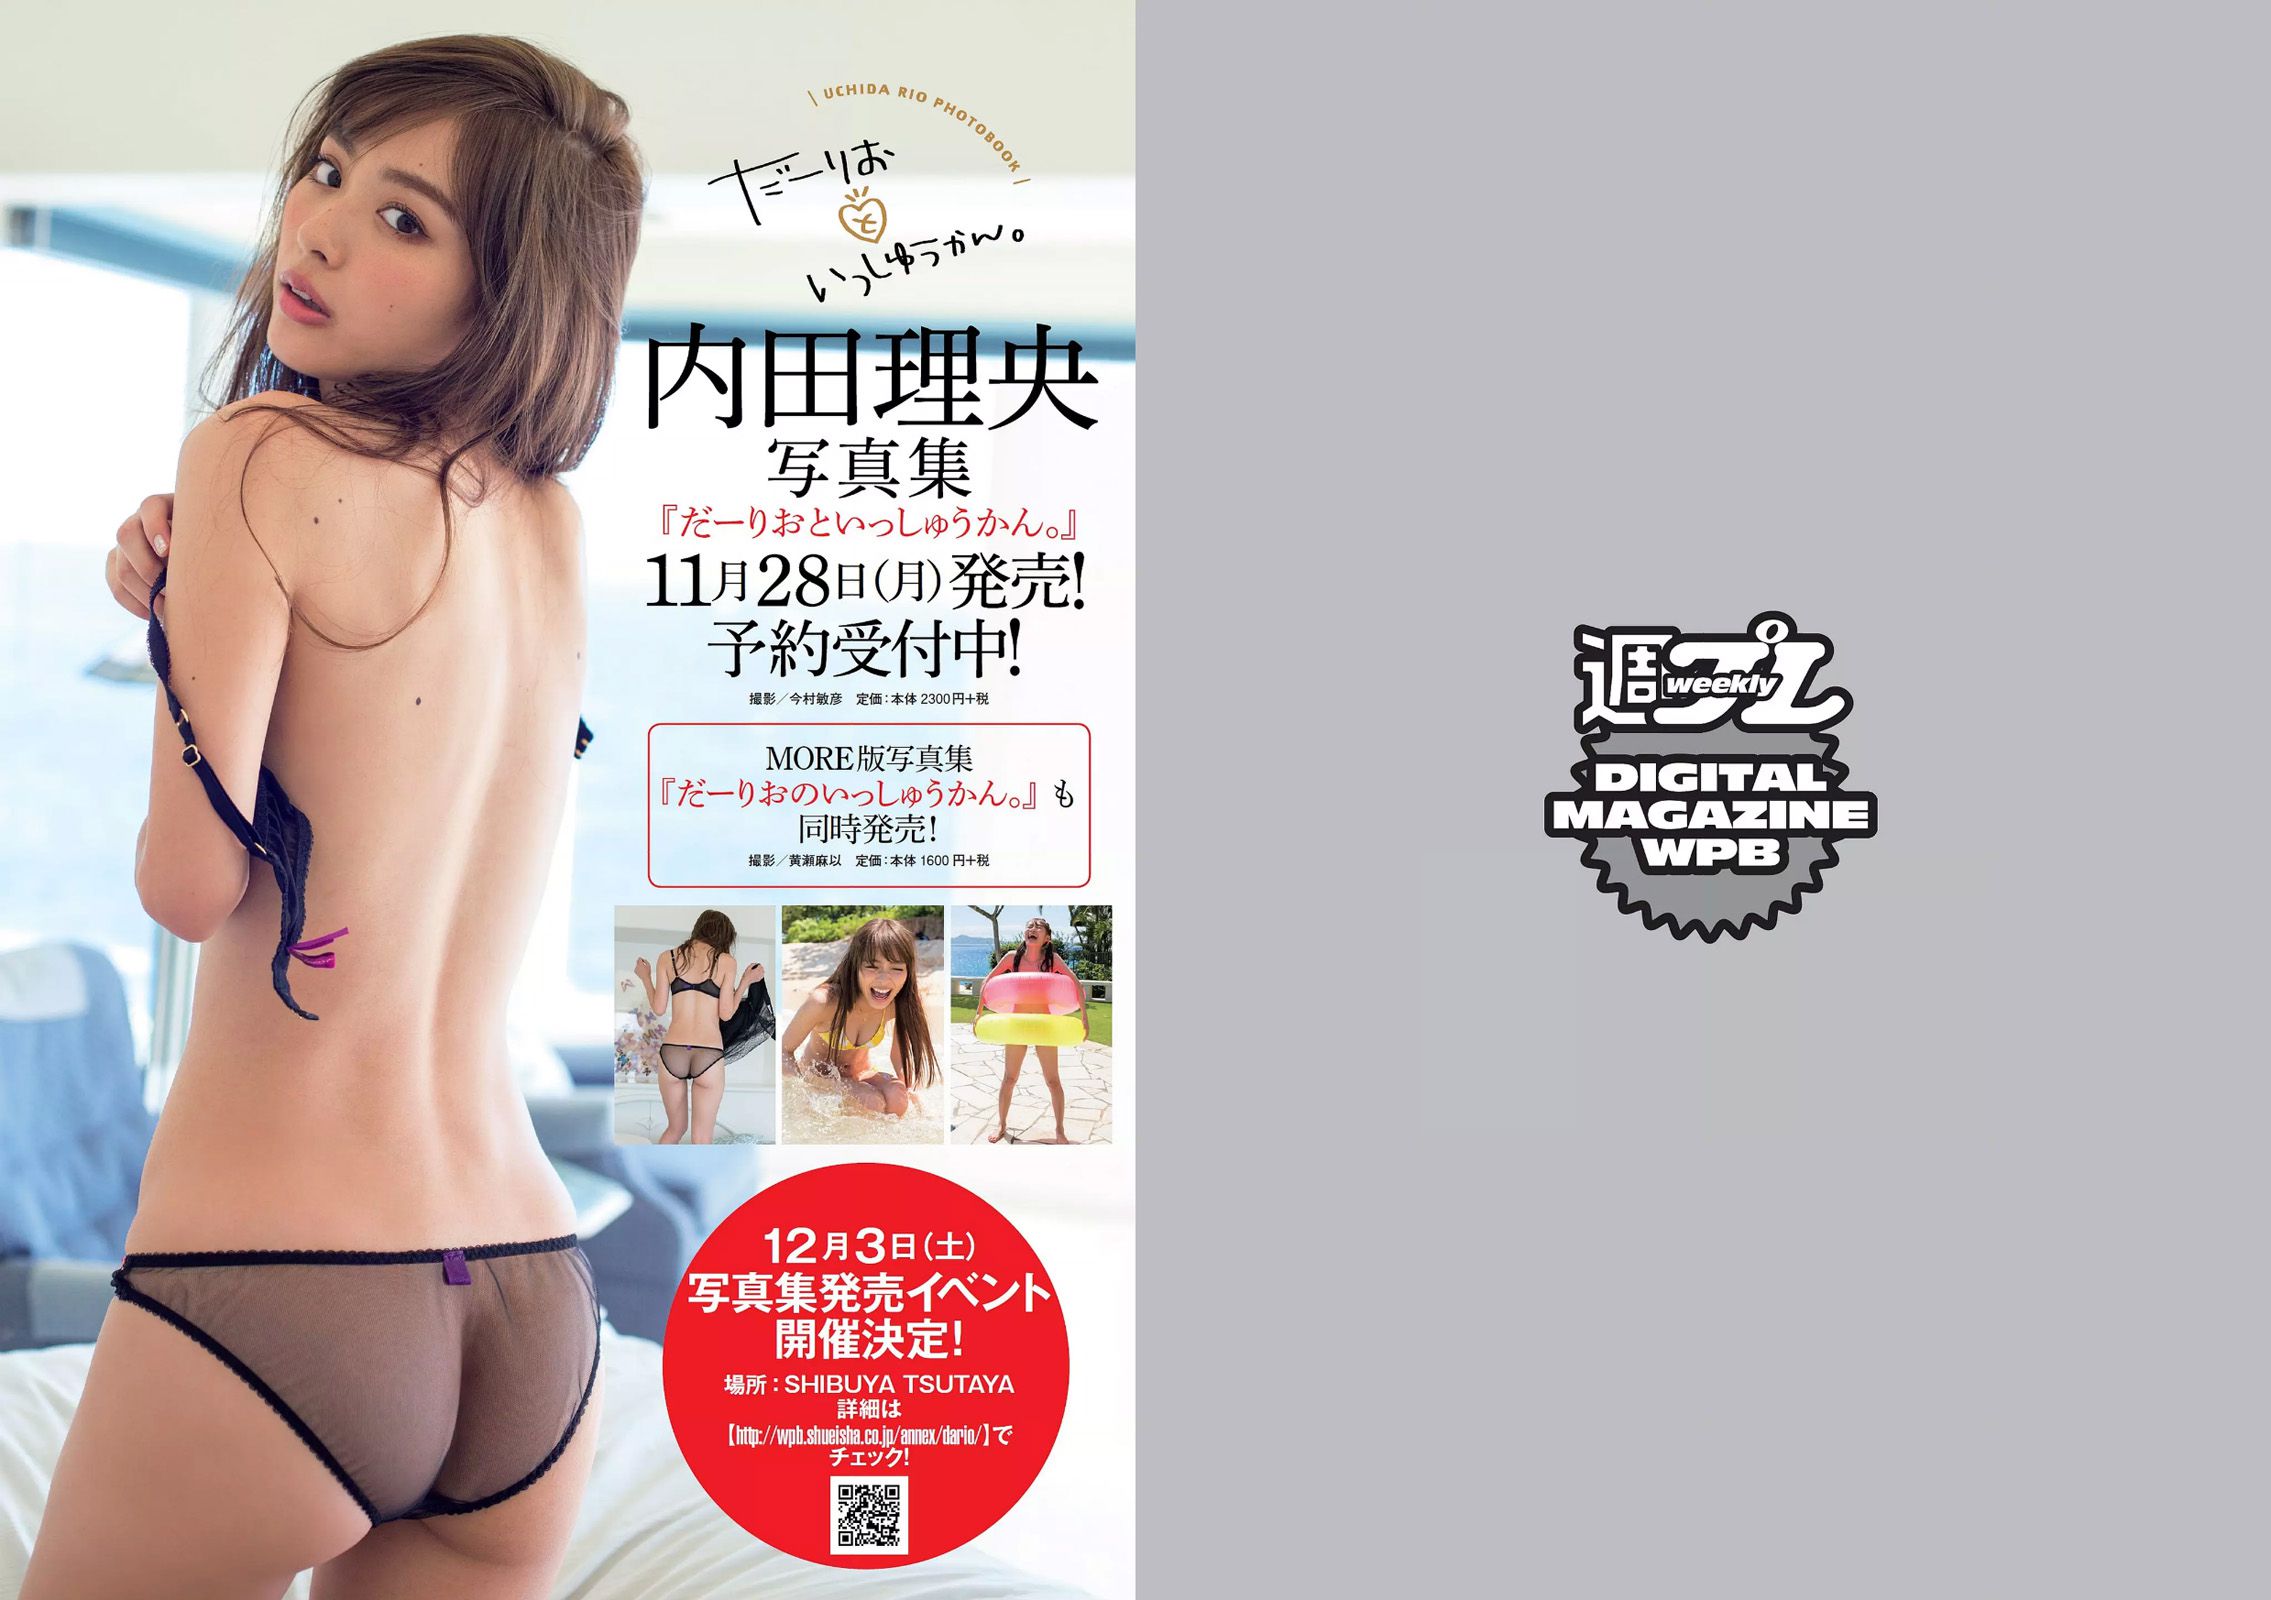 \ UCHIDA RIO PHOTOBOOK /
だーりお
と
いっしゅうかん。
内田理央
写真集
『だーりおといっしゅうかん。』
11月28日(月)発売!
予約受付中!
撮影／今村敏彦　定価：本体2300円+税
MORE版写真集
『だーりおのいっしゅうかん。』も
同時発売!
撮影／黄瀬麻以　定価：本体1600円+税
12月3日(土)
写真集発売イベント
開催決定!
場所：SHIBUYA TSUTAYA
詳細は
【http://wpb.shueisha.co.jp/annex/dario/】で
チェック!
週プレ
weekly
DIGITAL
MAGAZINE
WPB